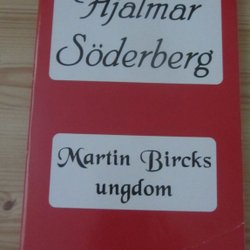 Hjalmar
Söderberg
Martin Bircks
ungdom